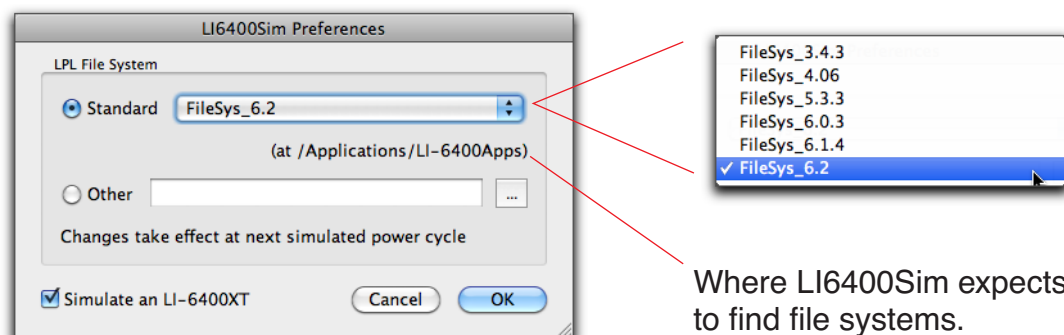 LI6400Sim Preferences
LPL File System
Standard
FileSys_6.2
(at /Applications/LI-6400Apps)
Other
...
Changes take effect at next simulated power cycle
Simulate an LI-6400XT
Cancel
OK
FileSys_3.4.3
FileSys_4.06
FileSys_5.3.3
FileSys_6.0.3
FileSys_6.1.4
✓ FileSys_6.2
Where LI6400Sim expects
to find file systems.